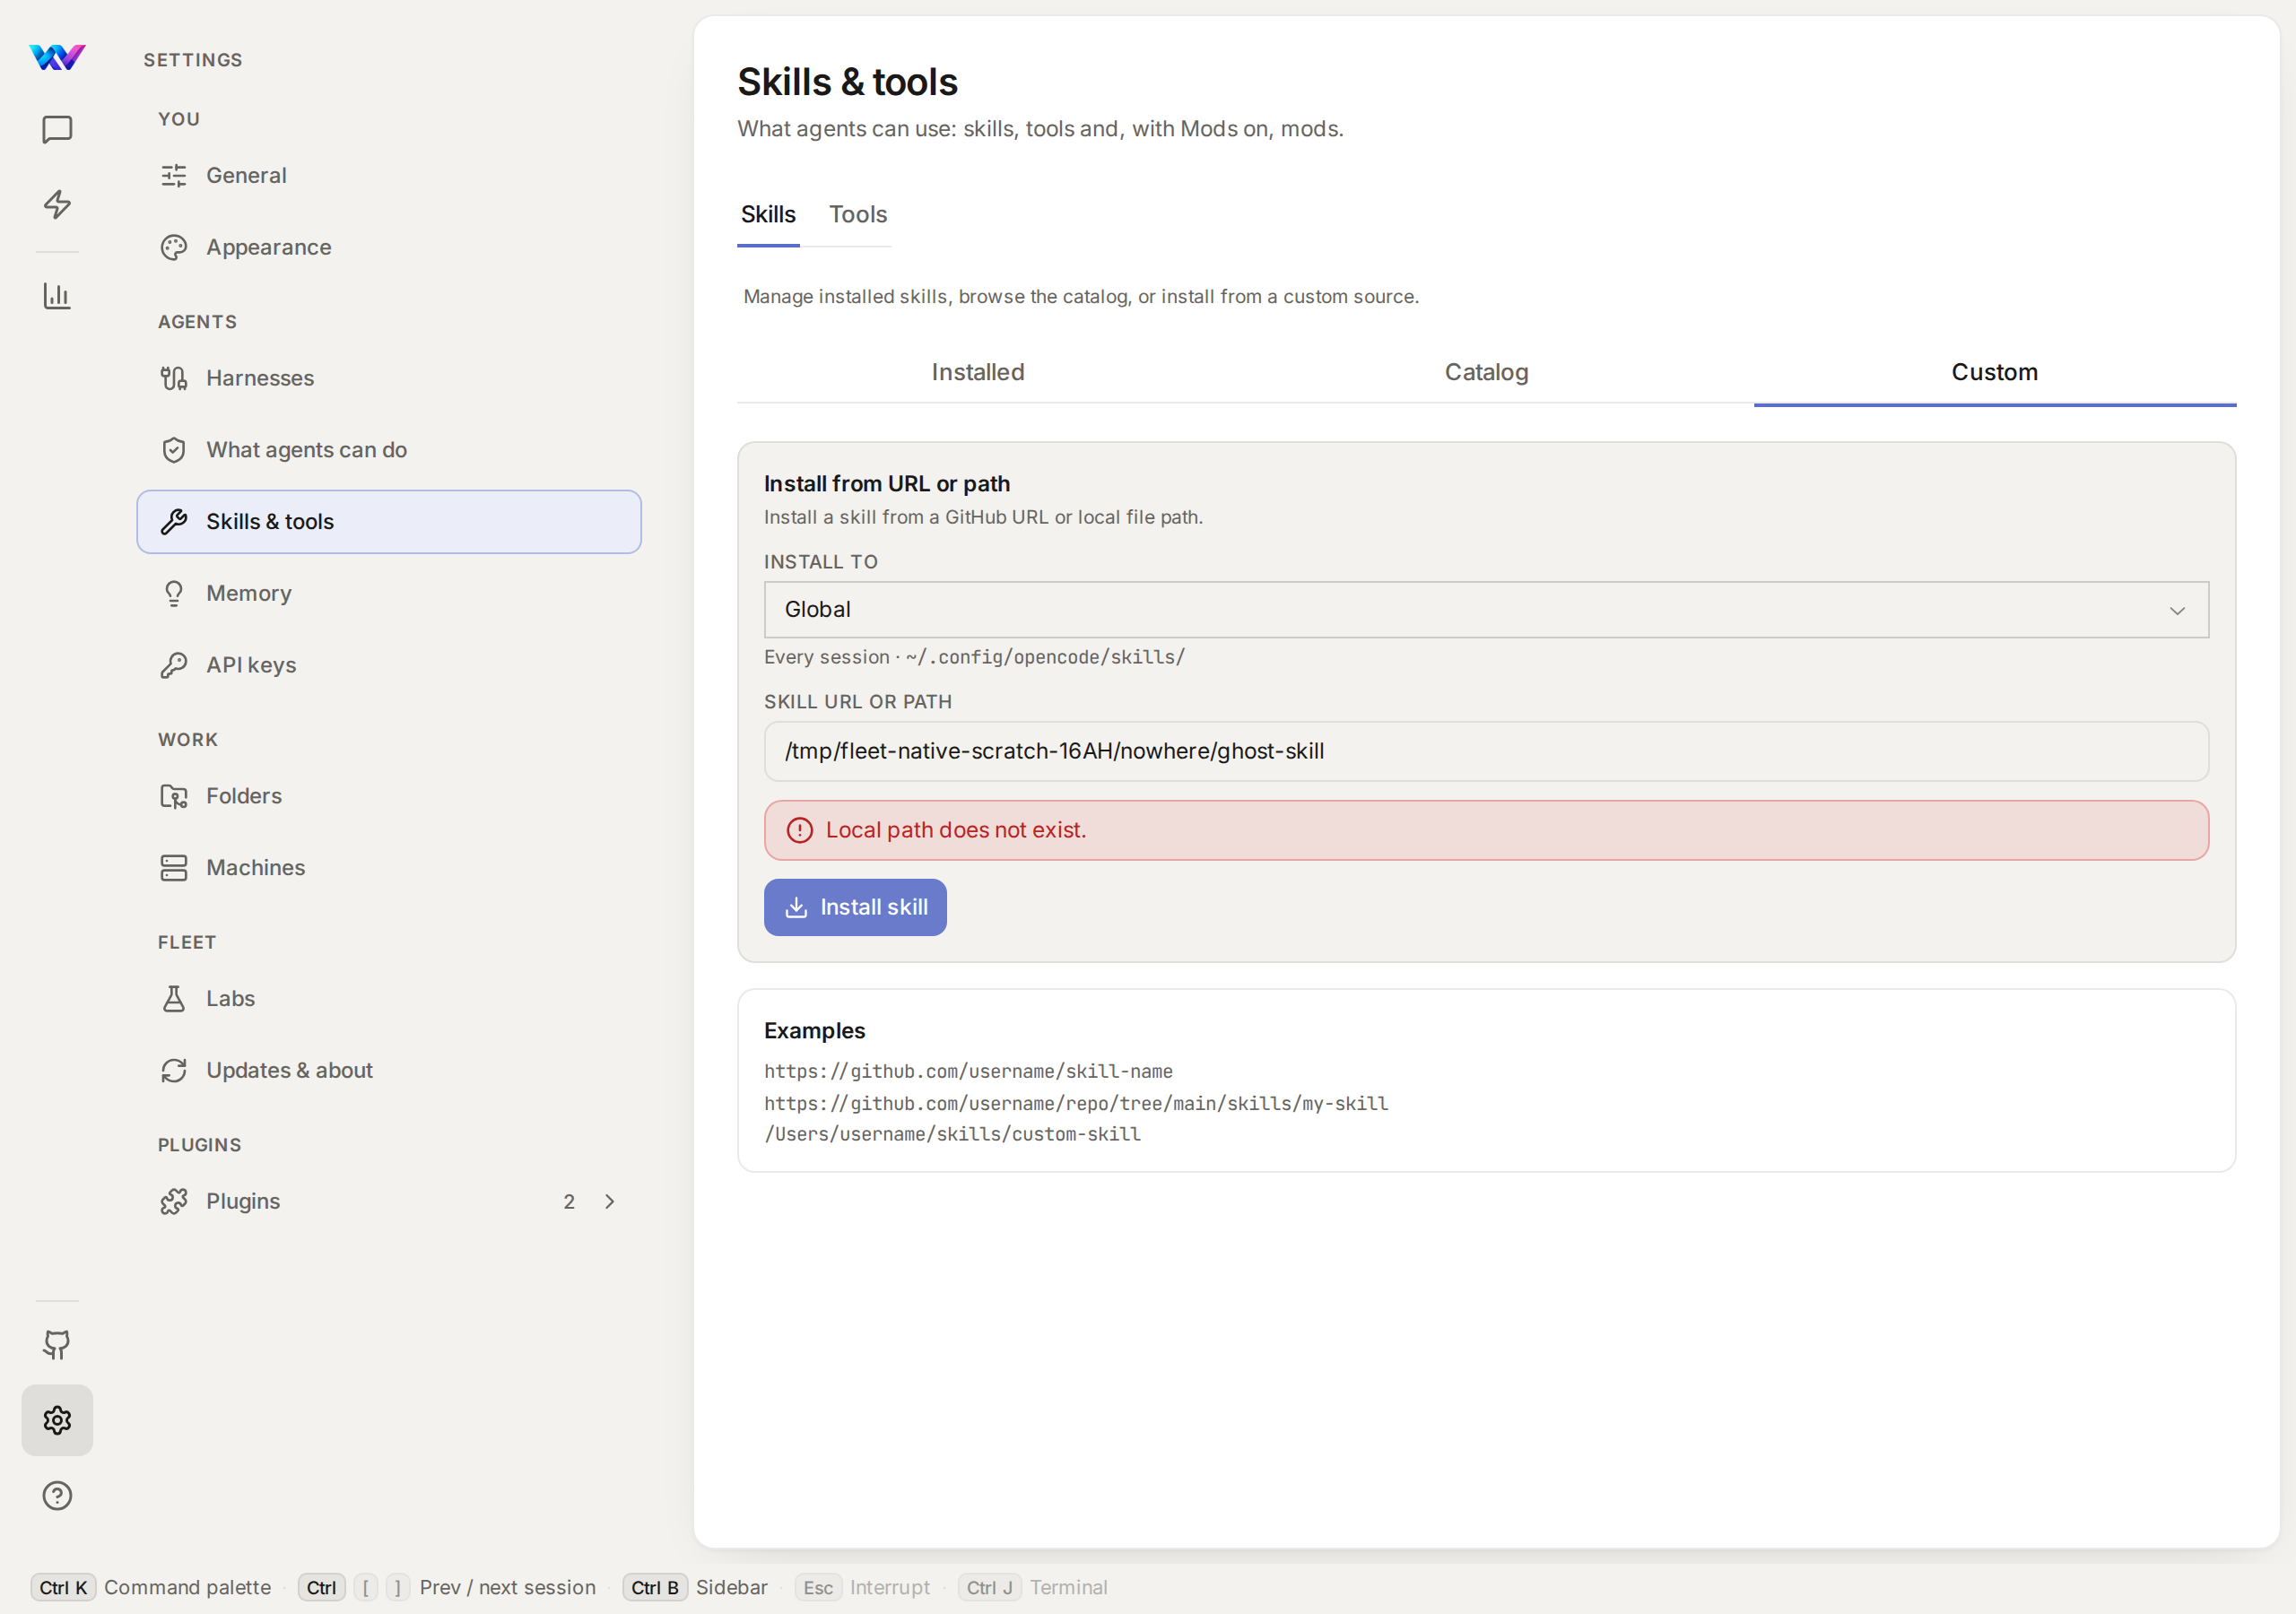 SETTINGS
YOU
General
Appearance
AGENTS
Harnesses
What agents can do
Skills & tools
Memory
API keys
WORK
Folders
Machines
FLEET
Labs
Updates & about
PLUGINS
Plugins 2
Skills & tools
What agents can use: skills, tools and, with Mods on, mods.
Skills Tools
Manage installed skills, browse the catalog, or install from a custom source.
Installed Catalog Custom
Install from URL or path
Install a skill from a GitHub URL or local file path.
INSTALL TO
Global
Every session · ~/.config/opencode/skills/
SKILL URL OR PATH
/tmp/fleet-native-scratch-16AH/nowhere/ghost-skill
Local path does not exist.
Install skill
Examples
https://github.com/username/skill-name
https://github.com/username/repo/tree/main/skills/my-skill
/Users/username/skills/custom-skill
Ctrl K Command palette · Ctrl [ ] Prev / next session · Ctrl B Sidebar · Esc Interrupt · Ctrl J Terminal